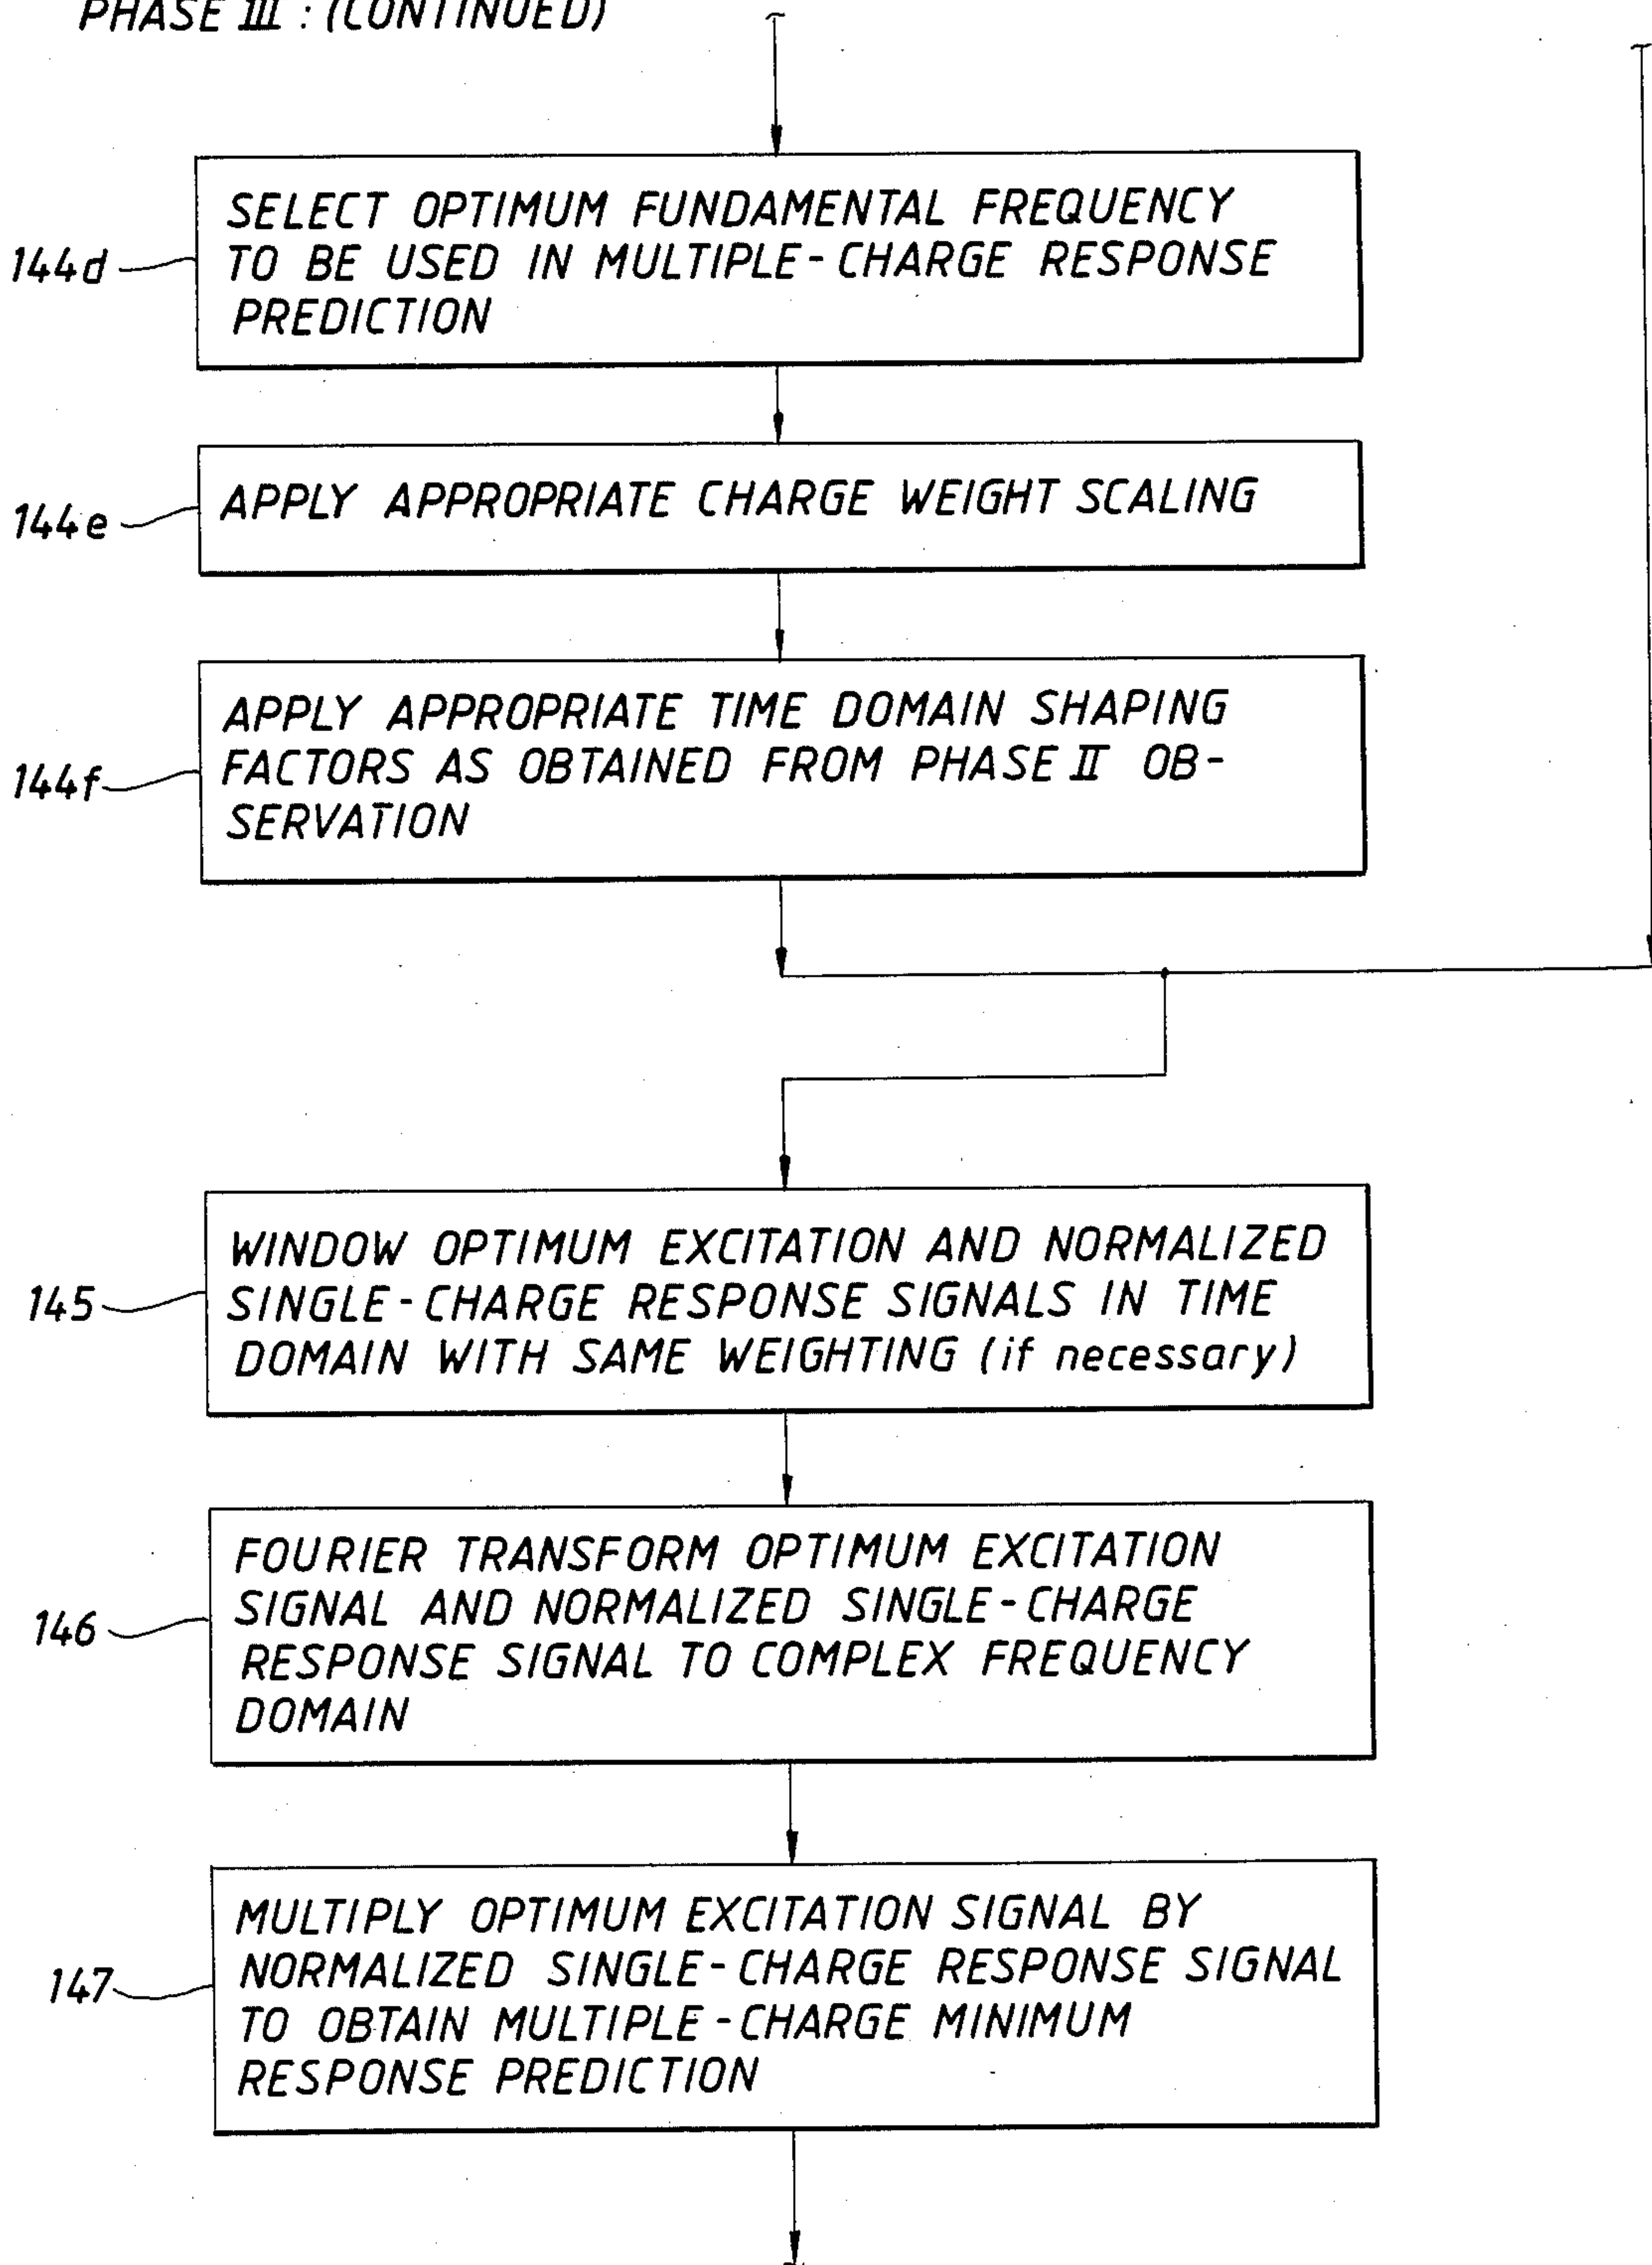 PHASE III : (CONTINUED)
144d
SELECT OPTIMUM FUNDAMENTAL FREQUENCY
TO BE USED IN MULTIPLE-CHARGE RESPONSE
PREDICTION
144e
APPLY APPROPRIATE CHARGE WEIGHT SCALING
144f
APPLY APPROPRIATE TIME DOMAIN SHAPING
FACTORS AS OBTAINED FROM PHASE II OB-
SERVATION
145
WINDOW OPTIMUM EXCITATION AND NORMALIZED
SINGLE-CHARGE RESPONSE SIGNALS IN TIME
DOMAIN WITH SAME WEIGHTING (if necessary)
146
FOURIER TRANSFORM OPTIMUM EXCITATION
SIGNAL AND NORMALIZED SINGLE-CHARGE
RESPONSE SIGNAL TO COMPLEX FREQUENCY
DOMAIN
147
MULTIPLY OPTIMUM EXCITATION SIGNAL BY
NORMALIZED SINGLE-CHARGE RESPONSE SIGNAL
TO OBTAIN MULTIPLE-CHARGE MINIMUM
RESPONSE PREDICTION